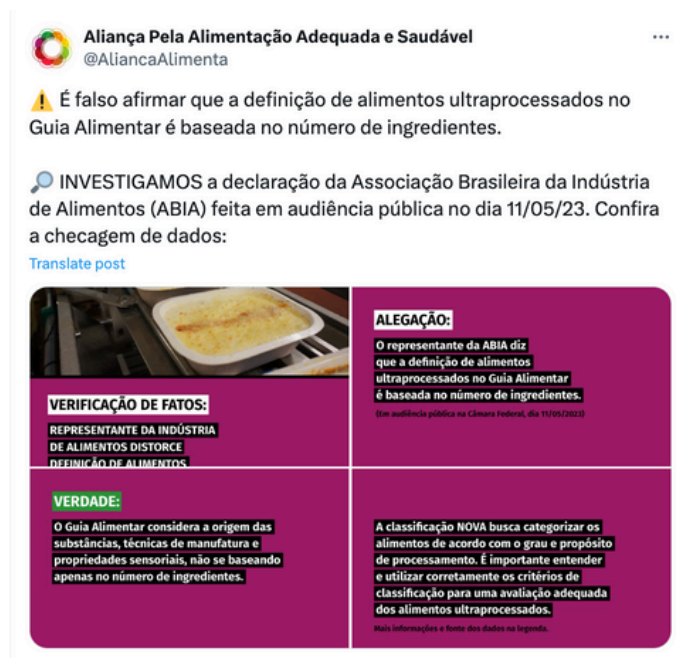 Aliança Pela Alimentação Adequada e Saudável
@AliancaAlimenta
⚠️ É falso afirmar que a definição de alimentos ultraprocessados no
Guia Alimentar é baseada no número de ingredientes.
🔎 INVESTIGAMOS a declaração da Associação Brasileira da Indústria
de Alimentos (ABIA) feita em audiência pública no dia 11/05/23. Confira
a checagem de dados:
Translate post
VERIFICAÇÃO DE FATOS:
REPRESENTANTE DA INDÚSTRIA
DE ALIMENTOS DISTORCE
DEFINIÇÃO DE ALIMENTOS
ALEGAÇÃO:
O representante da ABIA diz
que a definição de alimentos
ultraprocessados no Guia Alimentar
é baseada no número de ingredientes.
(Em audiência pública na Câmara Federal, dia 11/05/2023)
VERDADE:
O Guia Alimentar considera a origem das
substâncias, técnicas de manufatura e
propriedades sensoriais, não se baseando
apenas no número de ingredientes.
A classificação NOVA busca categorizar os
alimentos de acordo com o grau e propósito
de processamento. É importante entender
e utilizar corretamente os critérios de
classificação para uma avaliação adequada
dos alimentos ultraprocessados.
Mais informações e fonte dos dados na legenda.